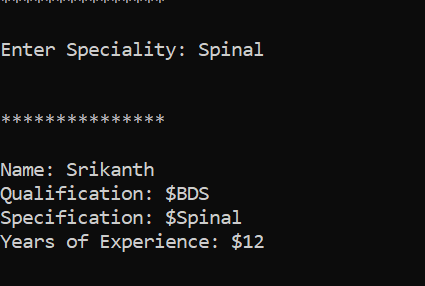 ***************
Enter Speciality: Spinal
***************
Name: Srikanth
Qualification: $BDS
Specification: $Spinal
Years of Experience: $12